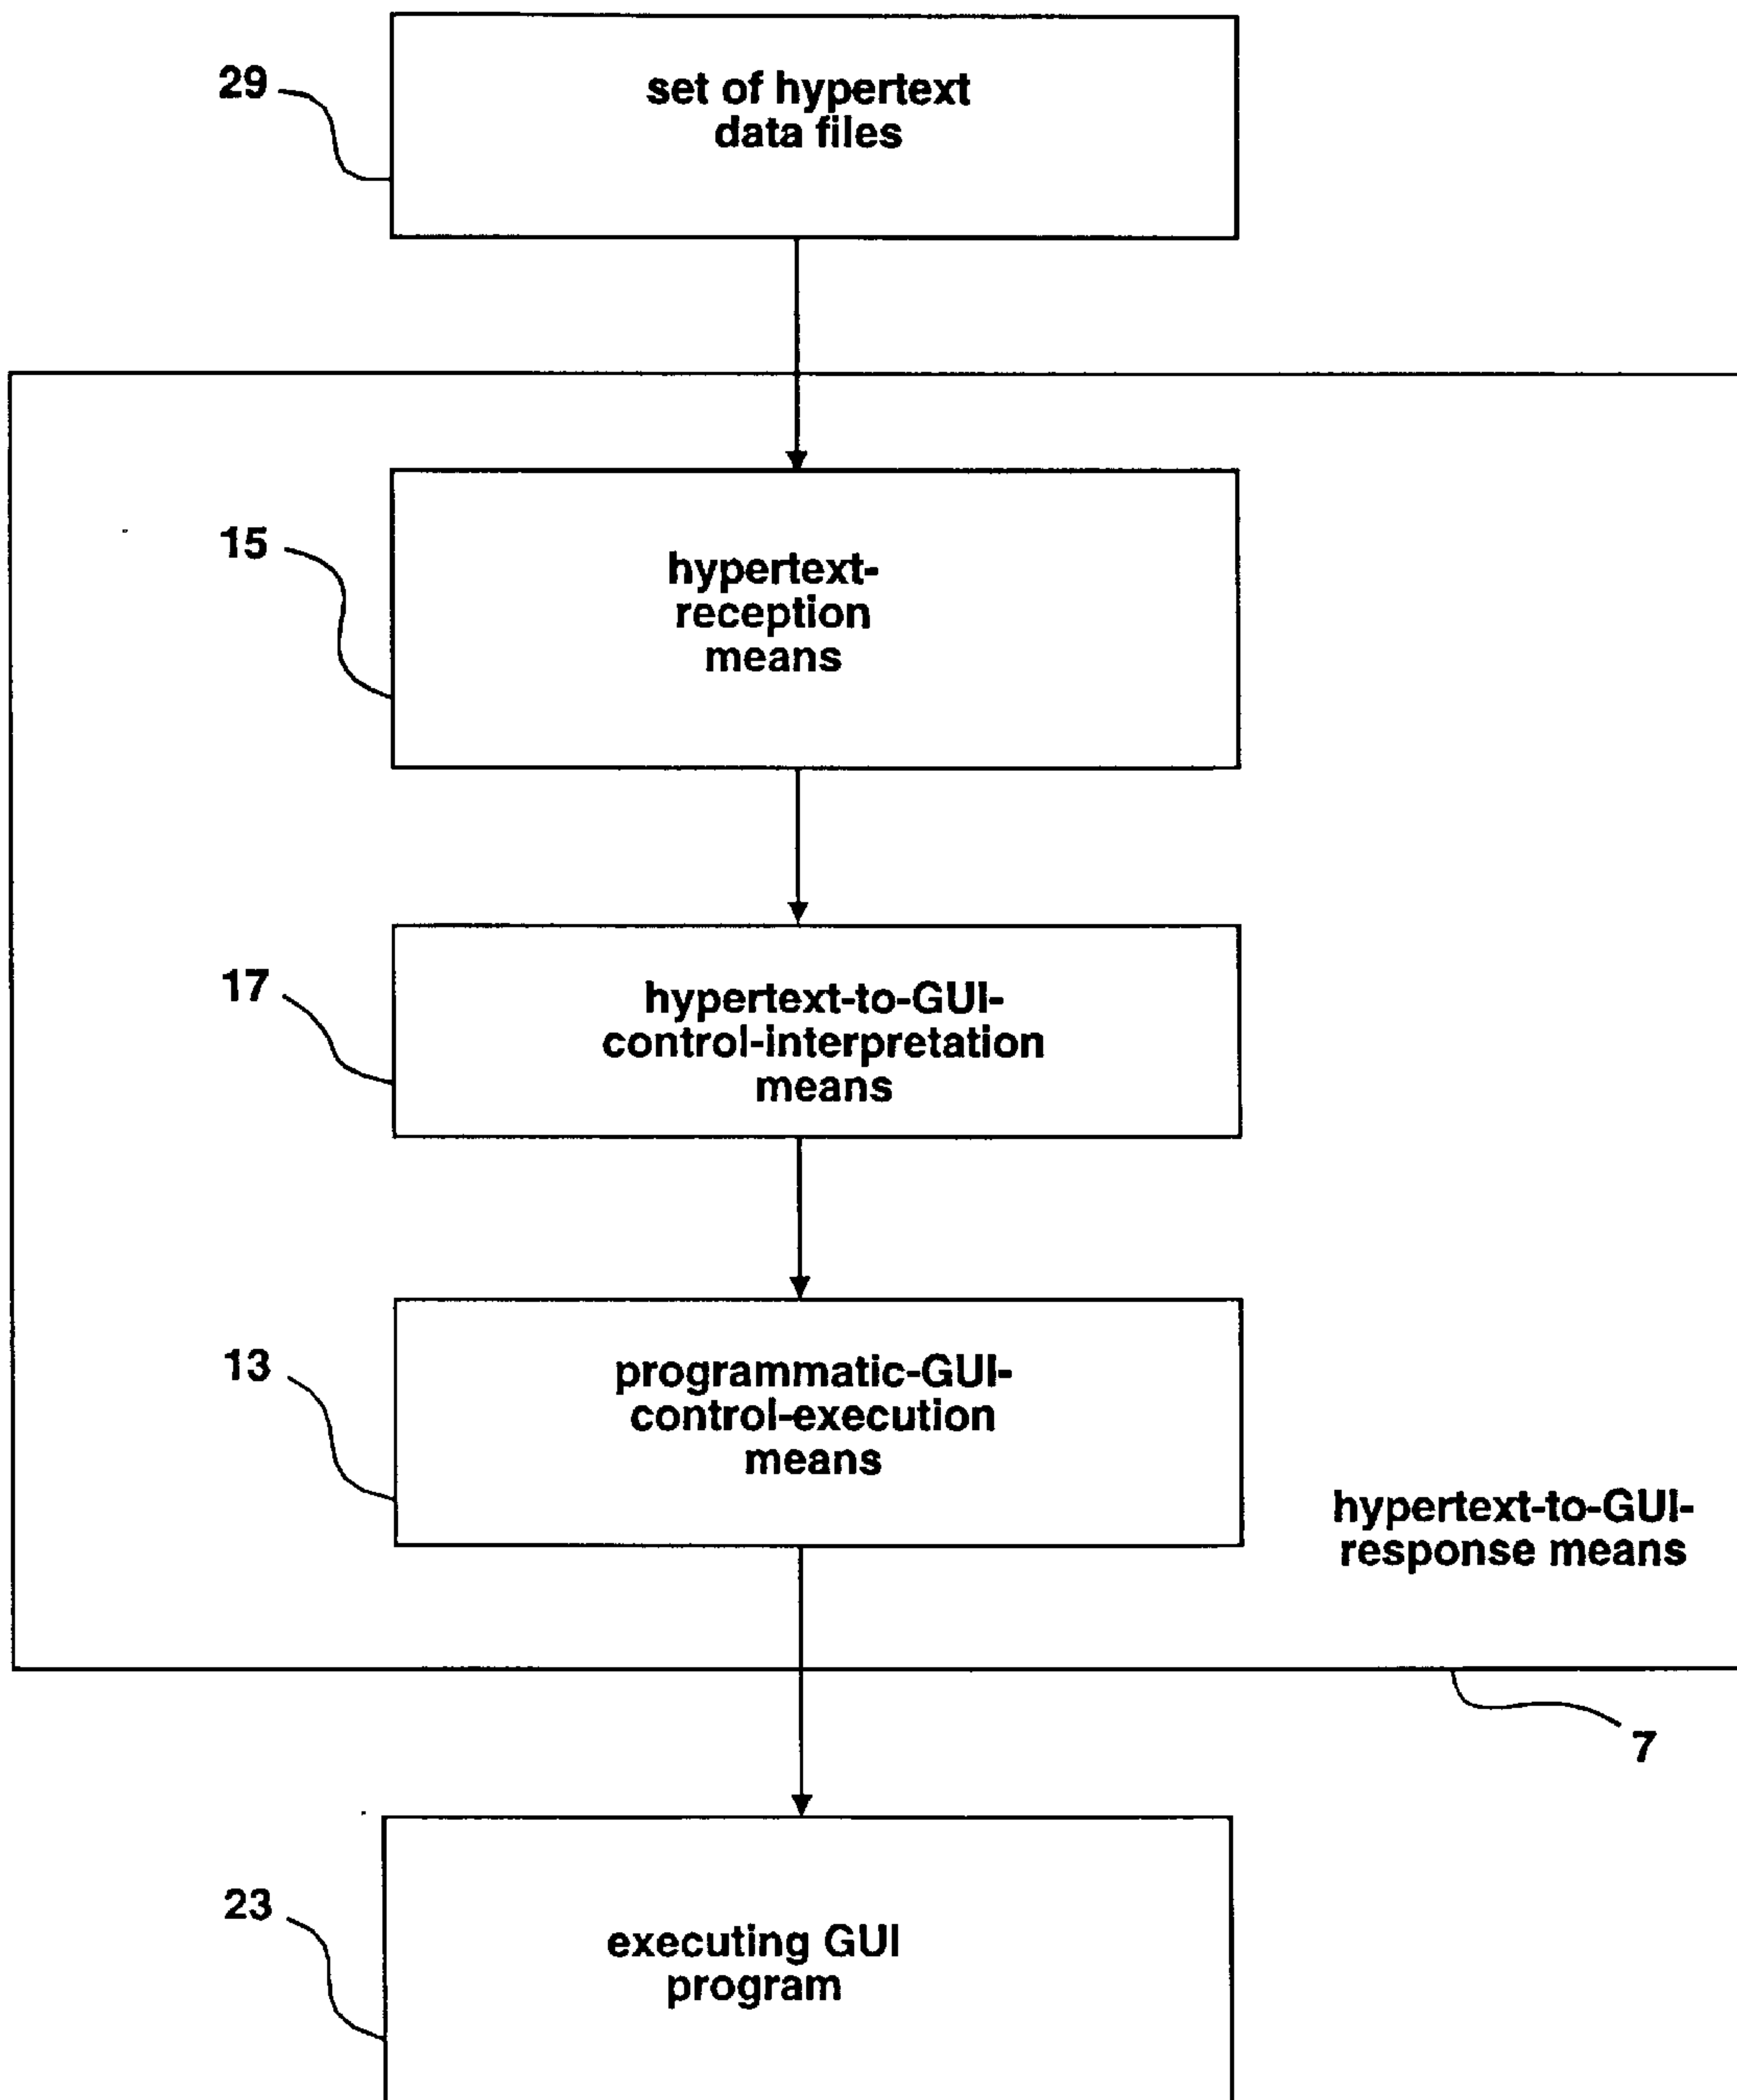 29
set of hypertext
data files
15
hypertext-
reception
means
17
hypertext-to-GUI-
control-interpretation
means
13
programmatic-GUI-
control-execution
means
hypertext-to-GUI-
response means
7
23
executing GUI
program